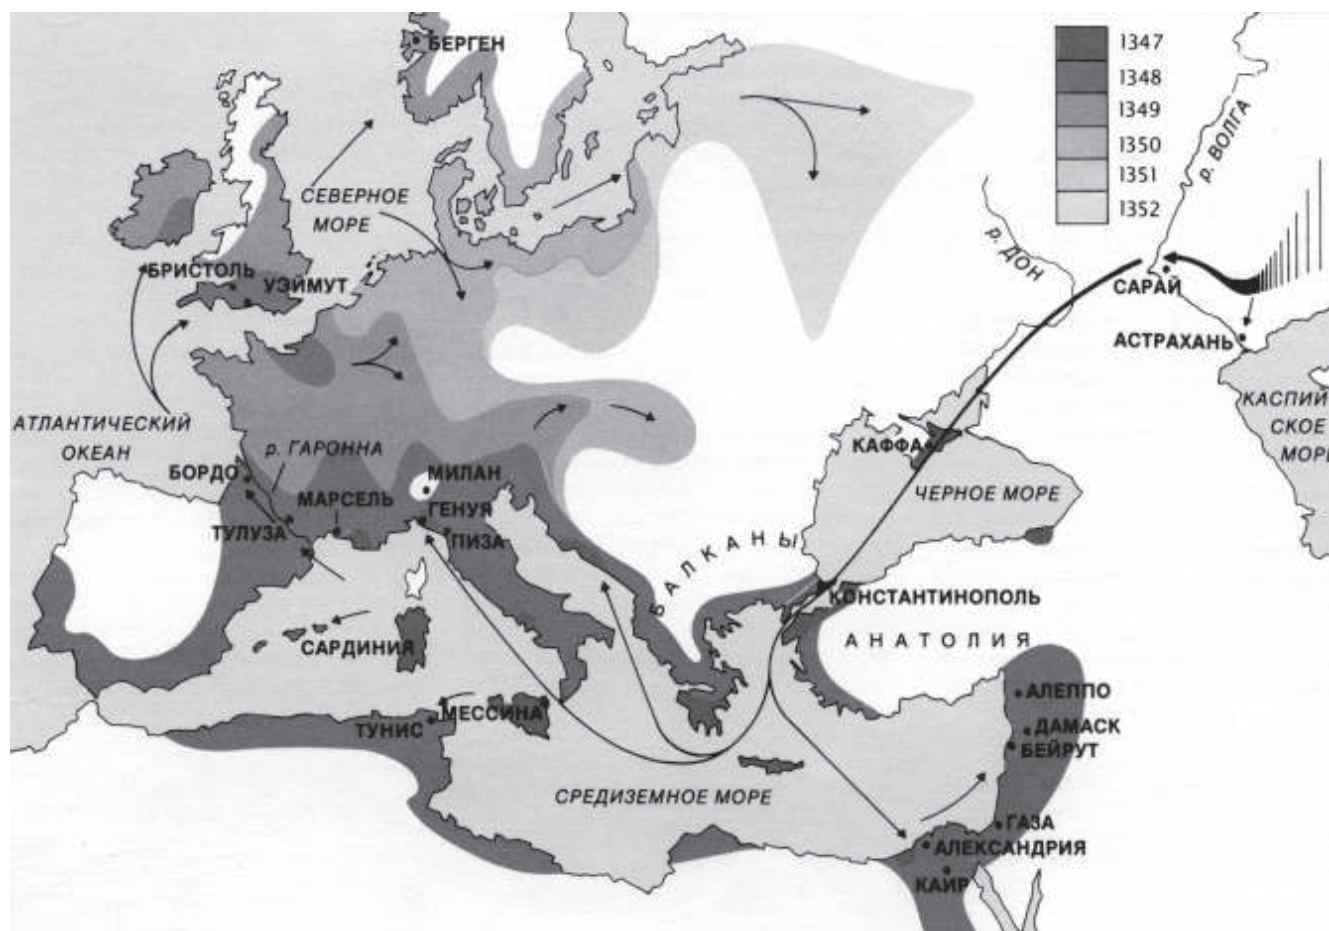 БЕРГЕН
1347
1348
1349
1350
1351
1352
р. ВОЛГА
СЕВЕРНОЕ
МОРЕ
р. ДОН
БРИСТОЛЬ
УЭЙМУТ
САРАЙ
АСТРАХАНЬ
АТЛАНТИЧЕСКИЙ
ОКЕАН
КАСПИЙ-
СКОЕ
МОРЕ
р. ГАРОННА
КАФФА
БОРДО
МИЛАН
ЧЕРНОЕ МОРЕ
МАРСЕЛЬ
ГЕНУЯ
ТУЛУЗА
ПИЗА
БАЛКАНЫ
КОНСТАНТИНОПОЛЬ
САРДИНИЯ
АНАТОЛИЯ
АЛЕППО
МЕССИНА
ТУНИС
ДАМАСК
БЕЙРУТ
СРЕДИЗЕМНОЕ МОРЕ
ГАЗА
АЛЕКСАНДРИЯ
КАИР